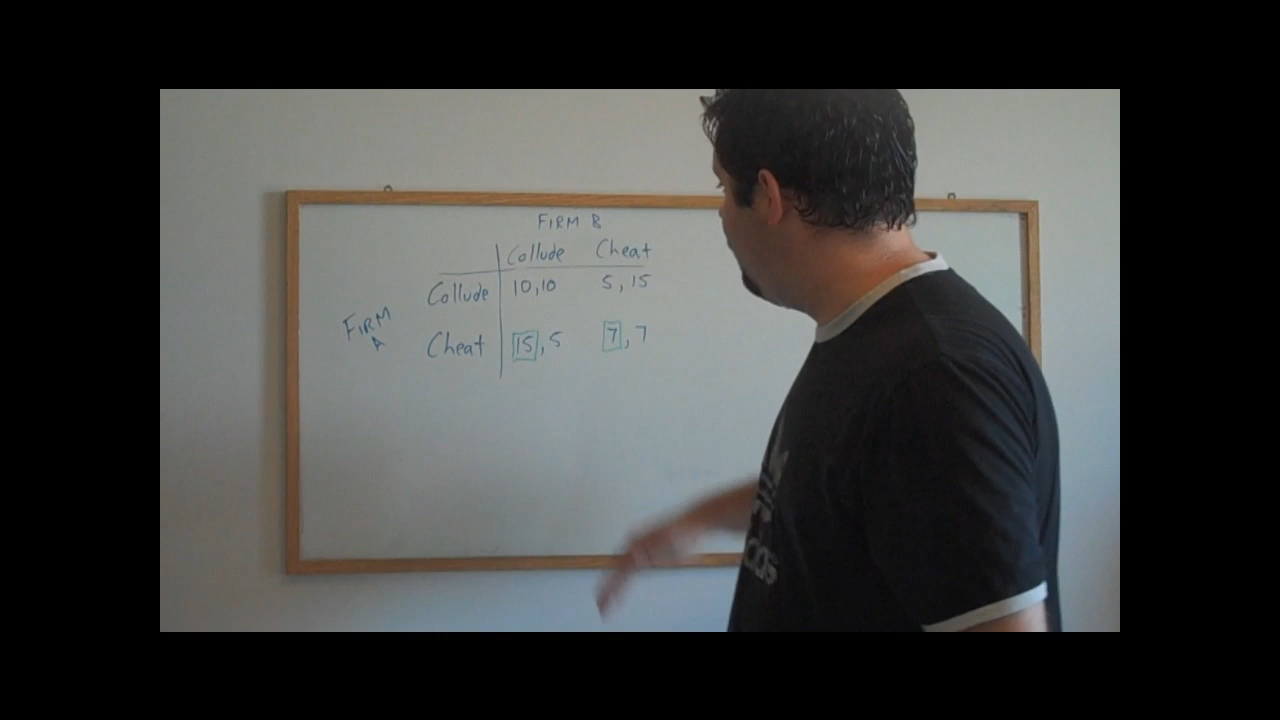 FIRM B
Collude Cheat
Collude 10,10 5, 15
FIRM
A
Cheat 15,5 7,7